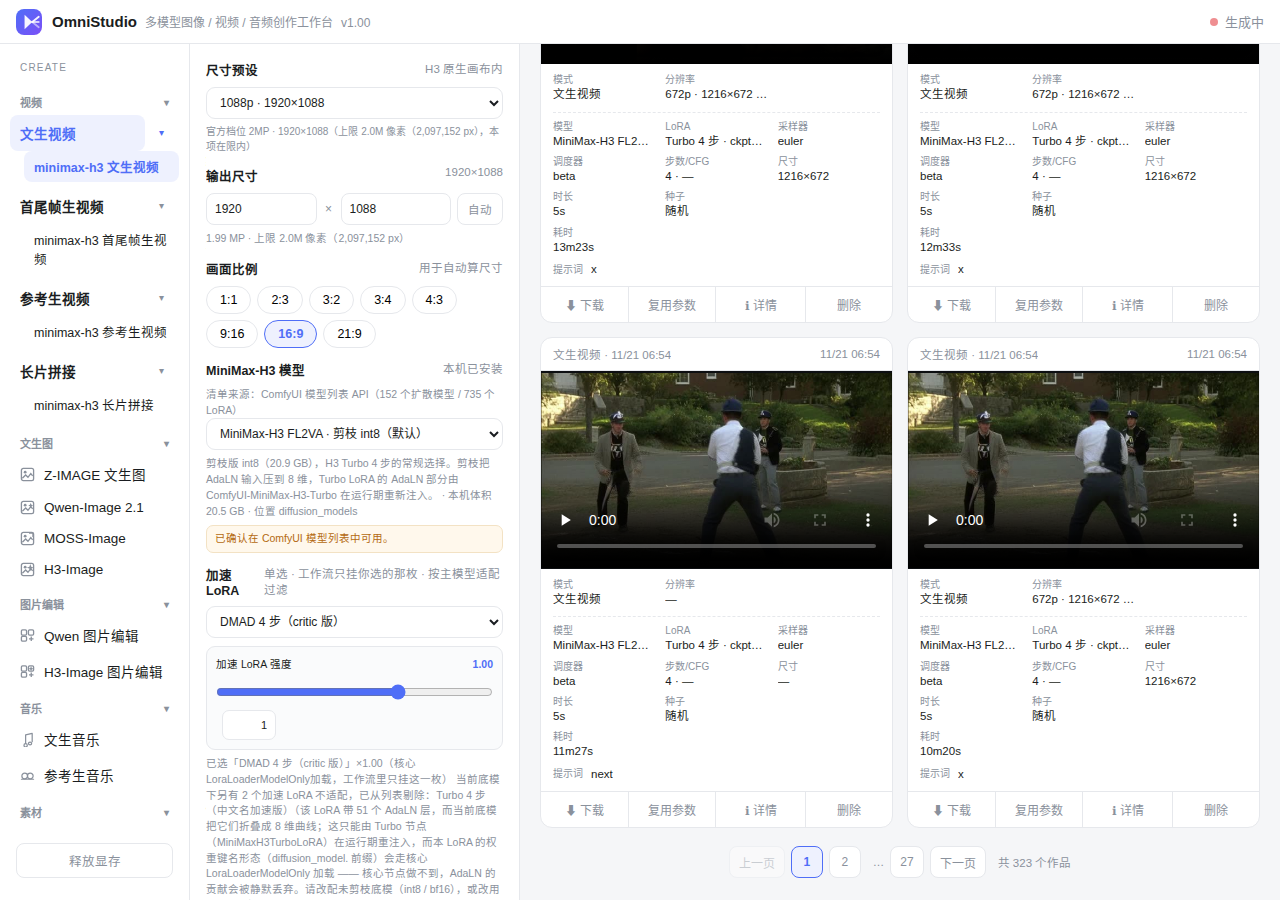 OmniStudio 多模型图像 / 视频 / 音频创作工作台 v1.00
生成中
CREATE
视频
文生视频
minimax-h3 文生视频
首尾帧生视频
minimax-h3 首尾帧生视
频
参考生视频
minimax-h3 参考生视频
长片拼接
minimax-h3 长片拼接
文生图
Z-IMAGE 文生图
Qwen-Image 2.1
MOSS-Image
H3-Image
图片编辑
Qwen 图片编辑
H3-Image 图片编辑
音乐
文生音乐
参考生音乐
素材
释放显存
尺寸预设 H3 原生画布内
1088p · 1920×1088
官方档位 2MP · 1920×1088（上限 2.0M 像素（2,097,152 px），本
项在限内）
输出尺寸 1920×1088
1920 × 1088 自动
1.99 MP · 上限 2.0M 像素（2,097,152 px）
画面比例 用于自动算尺寸
1:1 2:3 3:2 3:4 4:3
9:16 16:9 21:9
MiniMax-H3 模型 本机已安装
清单来源：ComfyUI 模型列表 API（152 个扩散模型 / 735 个
LoRA）
MiniMax-H3 FL2VA · 剪枝 int8（默认）
剪枝版 int8（20.9 GB），H3 Turbo 4 步的常规选择。剪枝把
AdaLN 输入压到 8 维，Turbo LoRA 的 AdaLN 部分由
ComfyUI-MiniMax-H3-Turbo 在运行期重新注入。 · 本机体积
20.5 GB · 位置 diffusion_models
已确认在 ComfyUI 模型列表中可用。
加速 LoRA 单选 · 工作流只挂你选的那枚 · 按主模型适配
过滤
DMAD 4 步（critic 版）
加速 LoRA 强度 1.00
1
已选「DMAD 4 步（critic 版）」×1.00（核心
LoraLoaderModelOnly加载，工作流里只挂这一枚） 当前底模
下另有 2 个加速 LoRA 不适配，已从列表剔除：Turbo 4 步
（中文名加速版）（该 LoRA 带 51 个 AdaLN 层，而当前底模
把它们折叠成 8 维曲线；这只能由 Turbo 节点
（MiniMaxH3TurboLoRA）在运行期重注入，而本 LoRA 的权
重键名形态（diffusion_model. 前缀）会走核心
LoraLoaderModelOnly 加载 —— 核心节点做不到，AdaLN 的
贡献会被静默丢弃。请改配未剪枝底模（int8 / bf16），或改用
模式 分辨率
文生视频 672p · 1216×672 …
模型 LoRA 采样器
MiniMax-H3 FL2… Turbo 4 步 · ckpt… euler
调度器 步数/CFG 尺寸
beta 4 · — 1216×672
时长 种子
5s 随机
耗时
13m23s
提示词 x
下载 复用参数 ℹ 详情 删除
模式 分辨率
文生视频 672p · 1216×672 …
模型 LoRA 采样器
MiniMax-H3 FL2… Turbo 4 步 · ckpt… euler
调度器 步数/CFG 尺寸
beta 4 · — 1216×672
时长 种子
5s 随机
耗时
12m33s
提示词 x
下载 复用参数 ℹ 详情 删除
文生视频 · 11/21 06:54 11/21 06:54
0:00
模式 分辨率
文生视频 —
模型 LoRA 采样器
MiniMax-H3 FL2… Turbo 4 步 · ckpt… euler
调度器 步数/CFG 尺寸
beta 4 · — —
时长 种子
5s 随机
耗时
11m27s
提示词 next
下载 复用参数 ℹ 详情 删除
文生视频 · 11/21 06:54 11/21 06:54
0:00
模式 分辨率
文生视频 672p · 1216×672 …
模型 LoRA 采样器
MiniMax-H3 FL2… Turbo 4 步 · ckpt… euler
调度器 步数/CFG 尺寸
beta 4 · — 1216×672
时长 种子
5s 随机
耗时
10m20s
提示词 x
下载 复用参数 ℹ 详情 删除
上一页 1 2 … 27 下一页 共 323 个作品